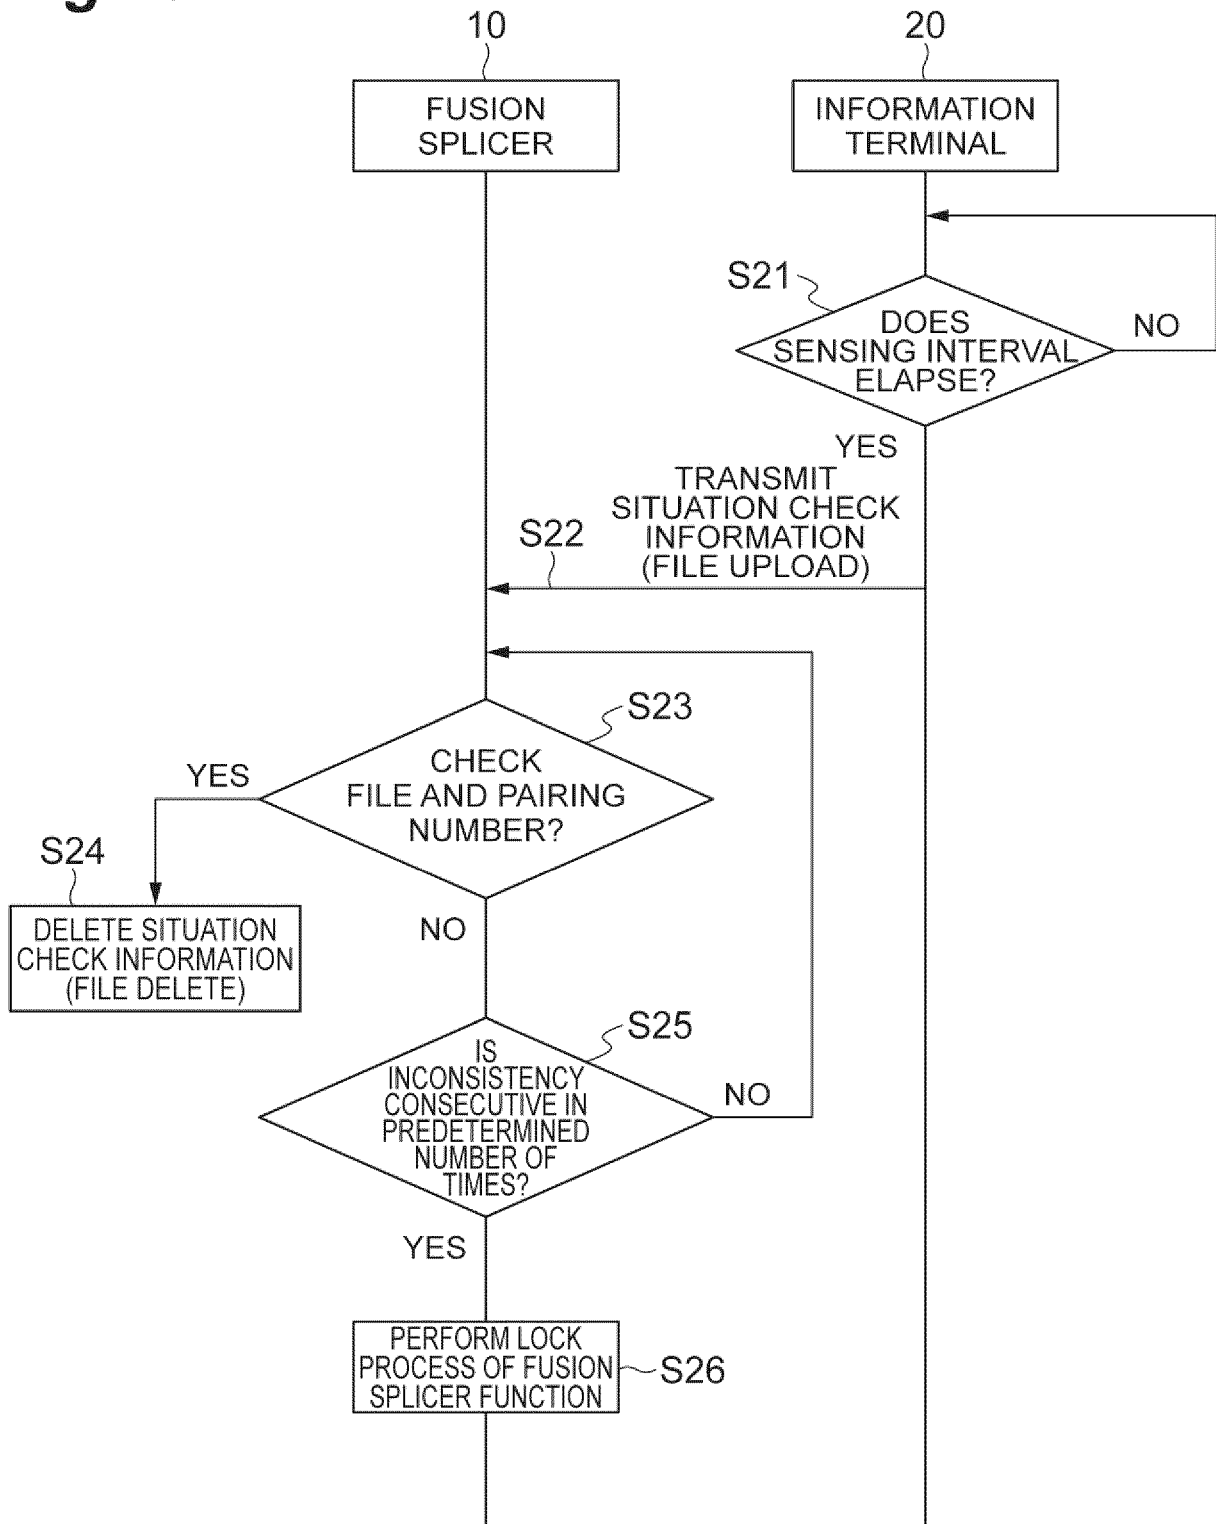 10
20
FUSION
SPLICER
INFORMATION
TERMINAL
S21
DOES
SENSING INTERVAL
ELAPSE?
NO
YES
TRANSMIT
SITUATION CHECK
INFORMATION
(FILE UPLOAD)
S22
S23
CHECK
FILE AND PAIRING
NUMBER?
YES
S24
DELETE SITUATION
CHECK INFORMATION
(FILE DELETE)
NO
S25
IS
INCONSISTENCY
CONSECUTIVE IN
PREDETERMINED
NUMBER OF
TIMES?
NO
YES
PERFORM LOCK
PROCESS OF FUSION
SPLICER FUNCTION
S26